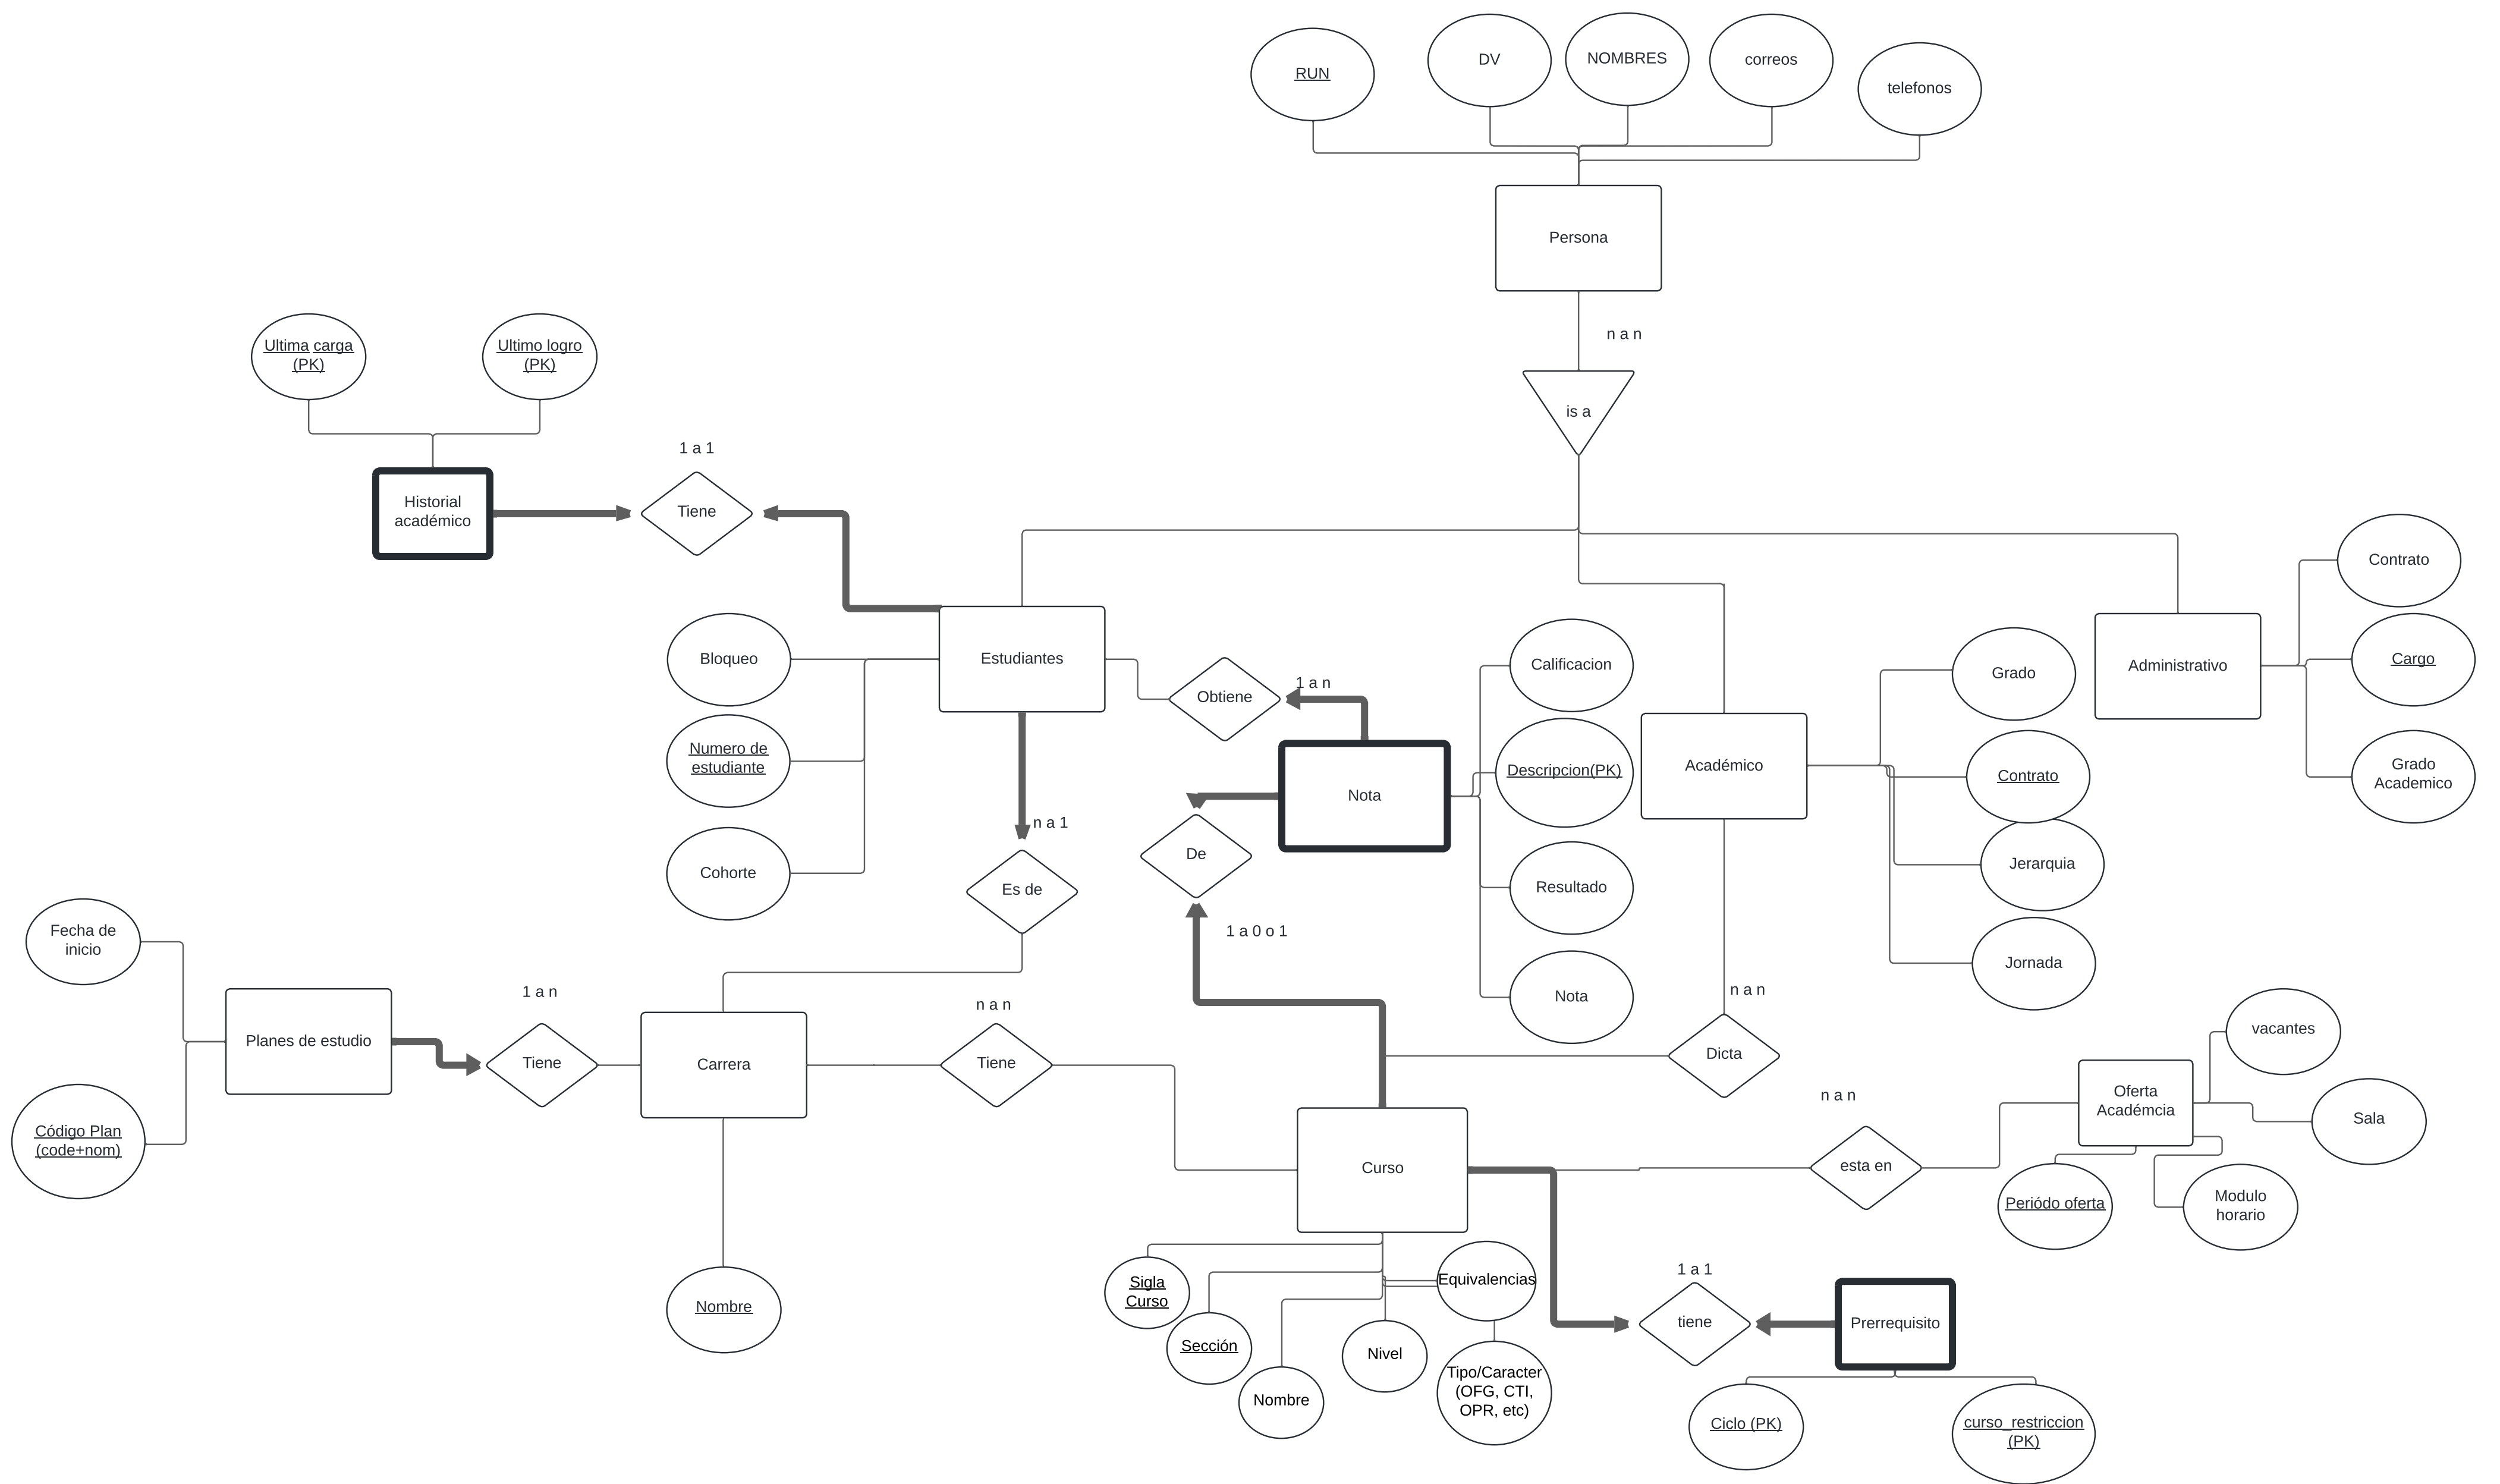 RUN
DV
NOMBRES
correos
telefonos
Persona
n a n
is a
Ultima carga
(PK)
Ultimo logro
(PK)
1 a 1
Historial
académico
Tiene
Contrato
Bloqueo
Estudiantes
Obtiene
1 a n
Calificacion
Grado
Administrativo
Cargo
Numero de
estudiante
Nota
Descripcion(PK)
Académico
Contrato
Grado
Academico
n a 1
De
Cohorte
Es de
Resultado
Jerarquia
Fecha de
inicio
1 a 0 o 1
Jornada
1 a n
n a n
Nota
n a n
vacantes
Planes de estudio
Tiene
Carrera
Tiene
Dicta
n a n
Oferta
Académcia
Sala
Código Plan
(code+nom)
Curso
esta en
Periódo oferta
Modulo
horario
Nombre
Sigla
Curso
Equivalencias
1 a 1
Sección
Nivel
tiene
Prerrequisito
Nombre
Tipo/Caracter
(OFG, CTI,
OPR, etc)
Ciclo (PK)
curso_restriccion
(PK)